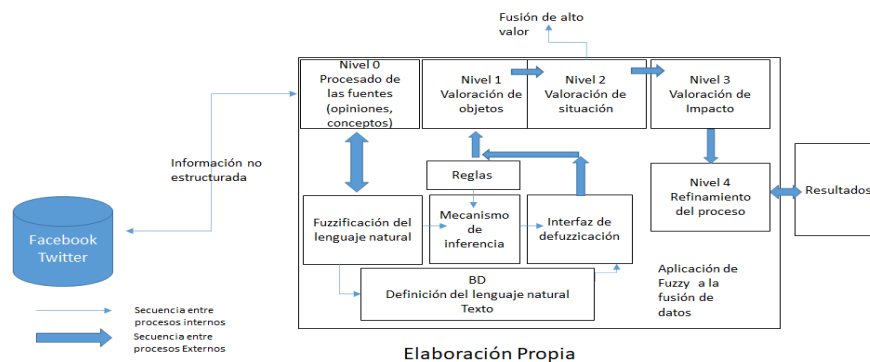 Fusión de alto
valor
Nivel 0
Procesado de
las fuentes
(opiniones,
conceptos)
Nivel 1
Valoración de
objetos
Nivel 2
Valoración de
situación
Nivel 3
Valoración de
Impacto
Información no
estructurada
Reglas
Nivel 4
Refinamiento
del proceso
Resultados
Fuzzificación del
lenguaje natural
Mecanismo
de
inferencia
Interfaz de
defuzzificación
Facebook
Twitter
BD
Definición del lenguaje natural
Texto
Aplicación de
Fuzzy a la
fusión de
datos
Secuencia entre
procesos internos
Secuencia entre
procesos Externos
Elaboración Propia